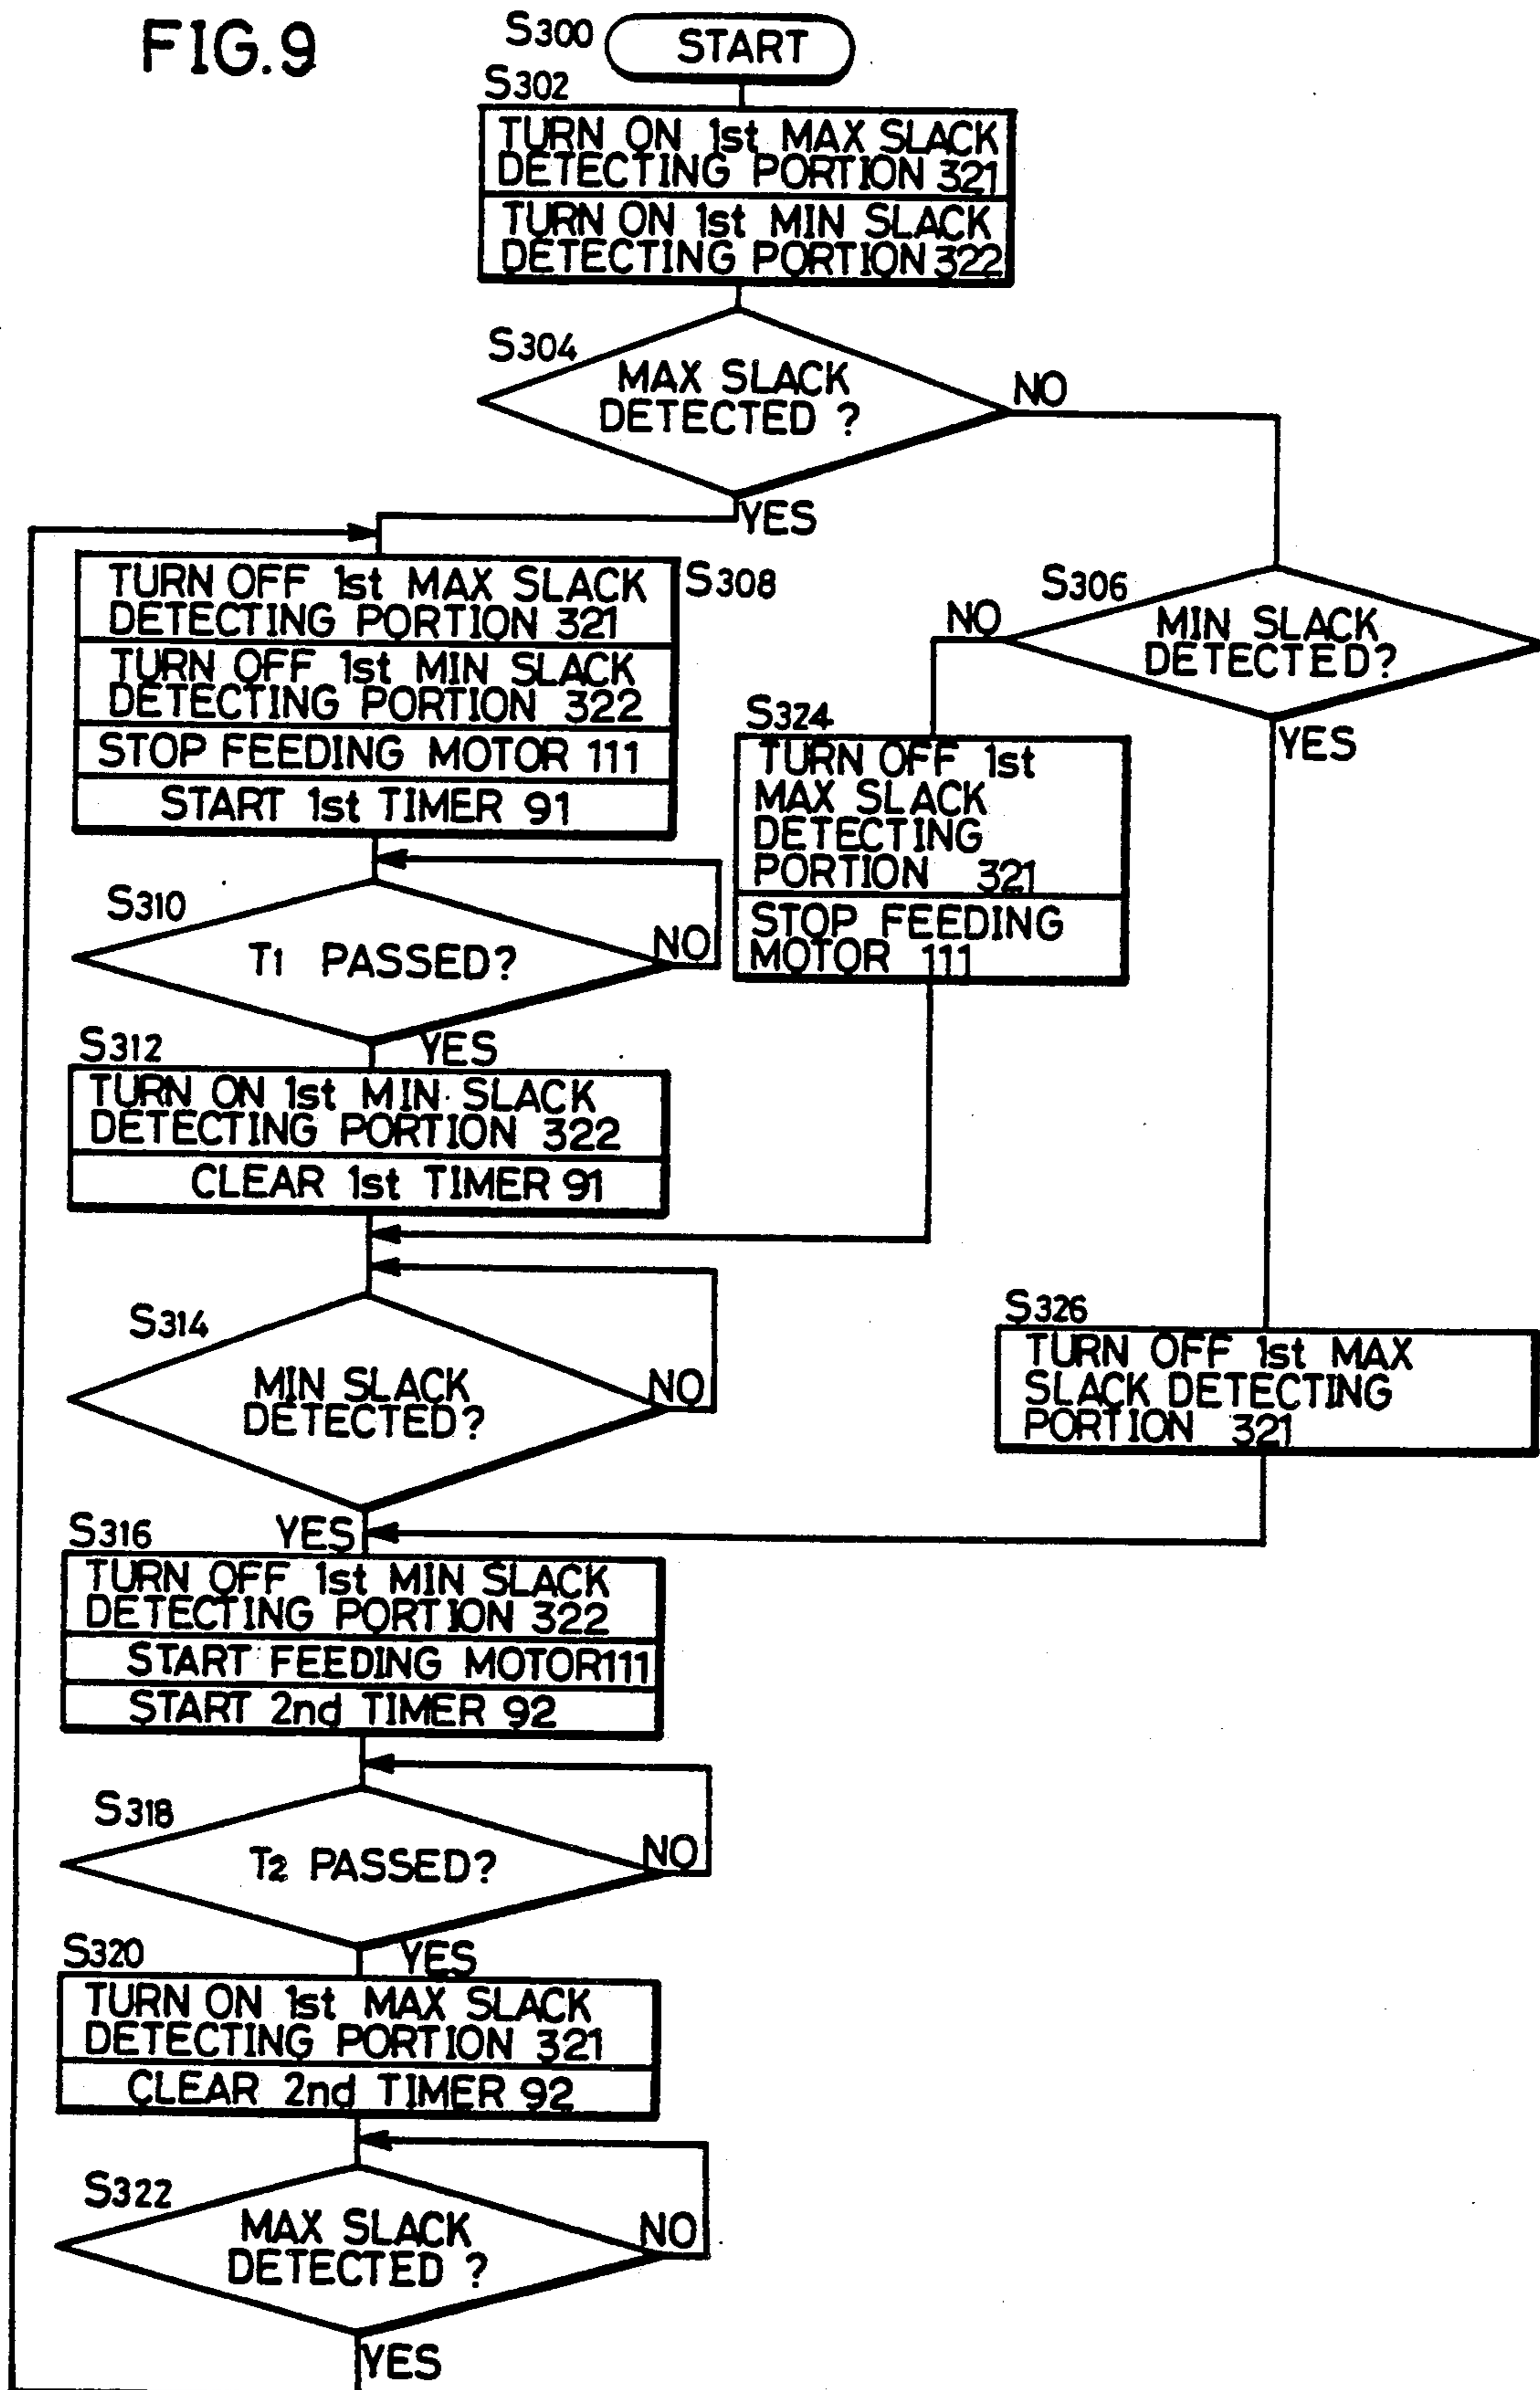 FIG.9
S300
START
S302
TURN ON 1st MAX SLACK
DETECTING PORTION 321
TURN ON 1st MIN SLACK
DETECTING PORTION 322
S304
MAX SLACK
DETECTED ?
NO
YES
TURN OFF 1st MAX SLACK
DETECTING PORTION 321
S308
TURN OFF 1st MIN SLACK
DETECTING PORTION 322
STOP FEEDING MOTOR 111
START 1st TIMER 91
S306
NO
MIN SLACK
DETECTED?
YES
S324
TURN OFF 1st
MAX SLACK
DETECTING
PORTION 321
STOP FEEDING
MOTOR 111
S310
T1 PASSED?
NO
YES
S312
TURN ON 1st MIN SLACK
DETECTING PORTION 322
CLEAR 1st TIMER 91
S314
MIN SLACK
DETECTED?
NO
YES
S326
TURN OFF 1st MAX
SLACK DETECTING
PORTION 321
S316
TURN OFF 1st MIN SLACK
DETECTING PORTION 322
START FEEDING MOTOR111
START 2nd TIMER 92
S318
T2 PASSED?
NO
YES
S320
TURN ON 1st MAX SLACK
DETECTING PORTION 321
CLEAR 2nd TIMER 92
S322
MAX SLACK
DETECTED ?
NO
YES